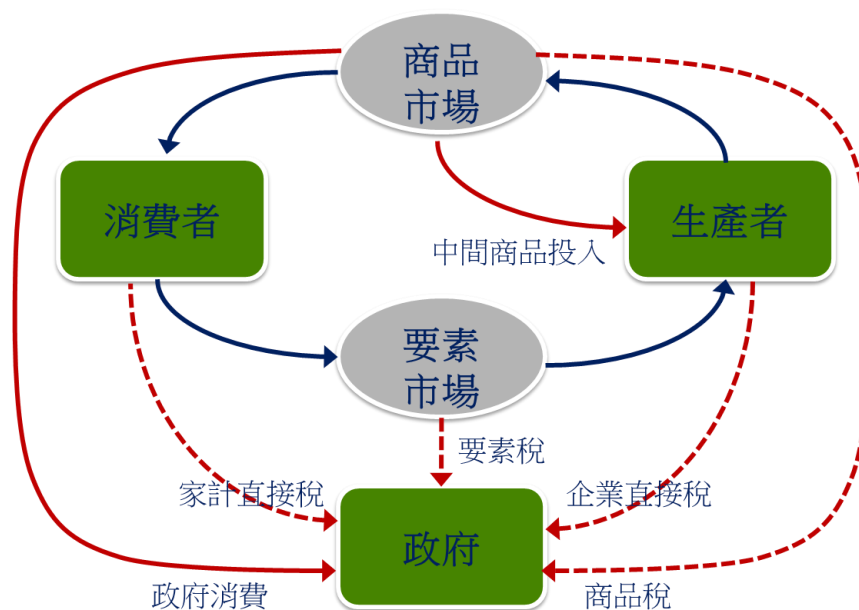 商品
市場
消費者
生產者
中間商品投入
要素
市場
要素稅
家計直接稅
企業直接稅
政府
政府消費
商品稅